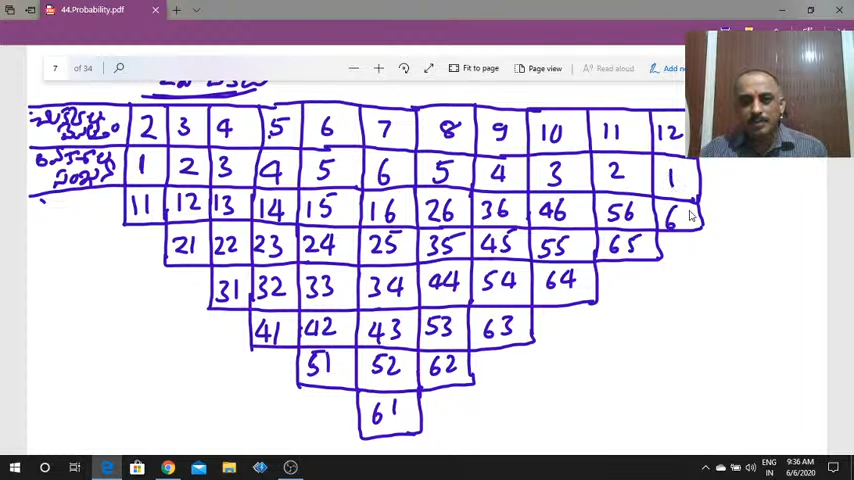 44.Probability.pdf
7 of 34 Fit to page Page view Read aloud Add no
2 3 4 5 6 7 8 9 10 11 12
1 2 3 4 5 6 5 4 3 2 1
11 12 13 14 15 16 26 36 46 56 6
21 22 23 24 25 35 45 55 65
31 32 33 34 44 54 64
41 42 43 53 63
51 52 62
61
ENG 9:36 AM
IN 6/6/2020